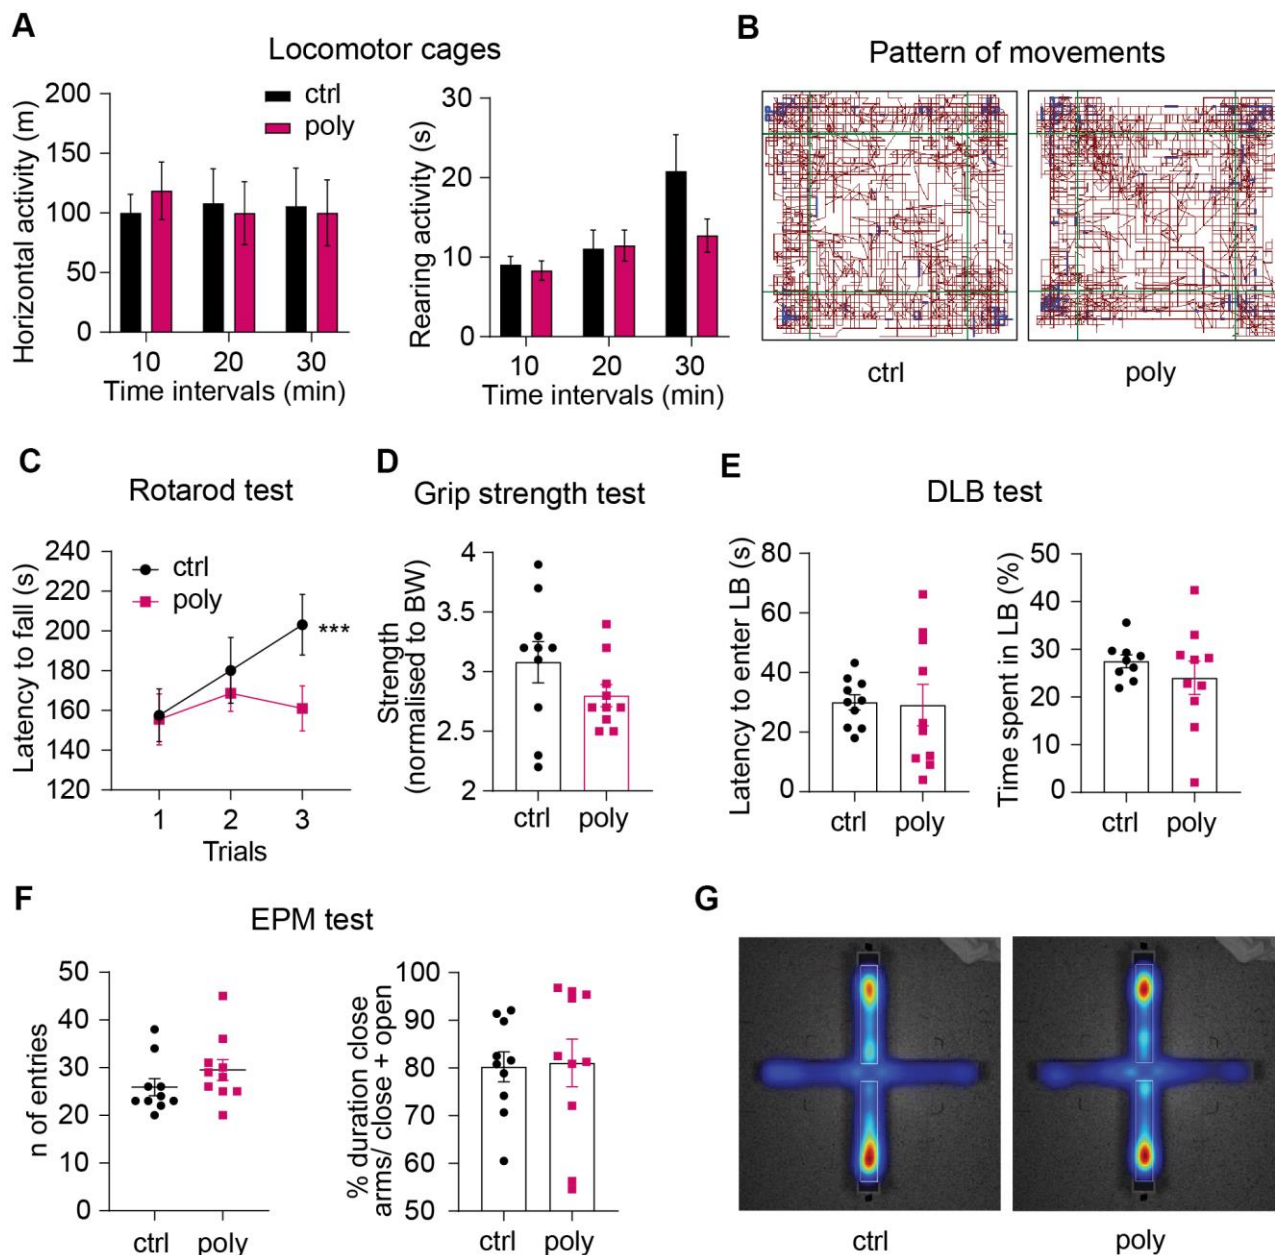 A
Locomotor cages
Horizontal activity (m)
200
150
100
50
0
10 20 30
Time intervals (min)
ctrl
poly
Rearing activity (s)
30
20
10
0
10 20 30
Time intervals (min)
B
Pattern of movements
ctrl poly
C
Rotarod test
Latency to fall (s)
240
220
200
180
160
140
120
ctrl
poly
***
1 2 3
Trials
D
Grip strength test
Strength
(normalised to BW)
4
3.5
3
2.5
2
ctrl poly
E
DLB test
Latency to enter LB (s)
80
60
40
20
0
ctrl poly
Time spent in LB (%)
50
40
30
20
10
0
ctrl poly
F
EPM test
n of entries
50
40
30
20
10
0
ctrl poly
% duration close
arms/ close + open
100
90
80
70
60
50
ctrl poly
G
ctrl poly